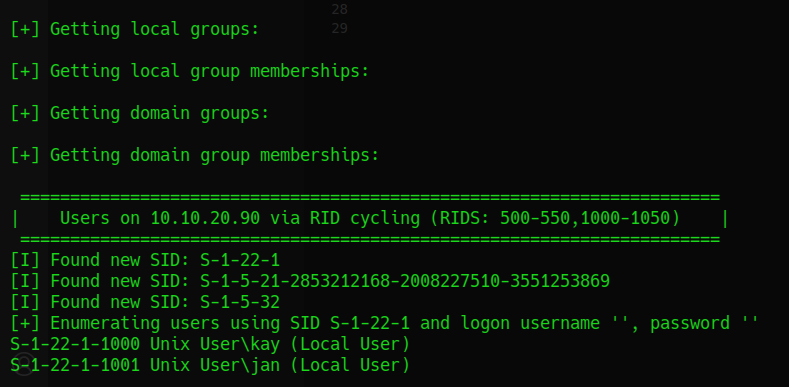 28
[+] Getting local groups:
29
[+] Getting local group memberships:
[+] Getting domain groups:
[+] Getting domain group memberships:
======================================================================
|    Users on 10.10.20.90 via RID cycling (RIDS: 500-550,1000-1050)    |
======================================================================
[I] Found new SID: S-1-22-1
[I] Found new SID: S-1-5-21-2853212168-2008227510-3551253869
[I] Found new SID: S-1-5-32
[+] Enumerating users using SID S-1-22-1 and logon username '', password ''
S-1-22-1-1000 Unix User\kay (Local User)
S-1-22-1-1001 Unix User\jan (Local User)